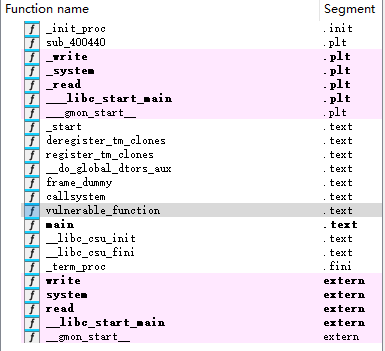 Function name Segment
f _init_proc .init
f sub_400440 .plt
f _write .plt
f _system .plt
f _read .plt
f ___libc_start_main .plt
f ___gmon_start__ .plt
f _start .text
f deregister_tm_clones .text
f register_tm_clones .text
f __do_global_dtors_aux .text
f frame_dummy .text
f callsystem .text
f vulnerable_function .text
f main .text
f __libc_csu_init .text
f __libc_csu_fini .text
f _term_proc .fini
f write extern
f system extern
f read extern
f __libc_start_main extern
f __gmon_start__ extern